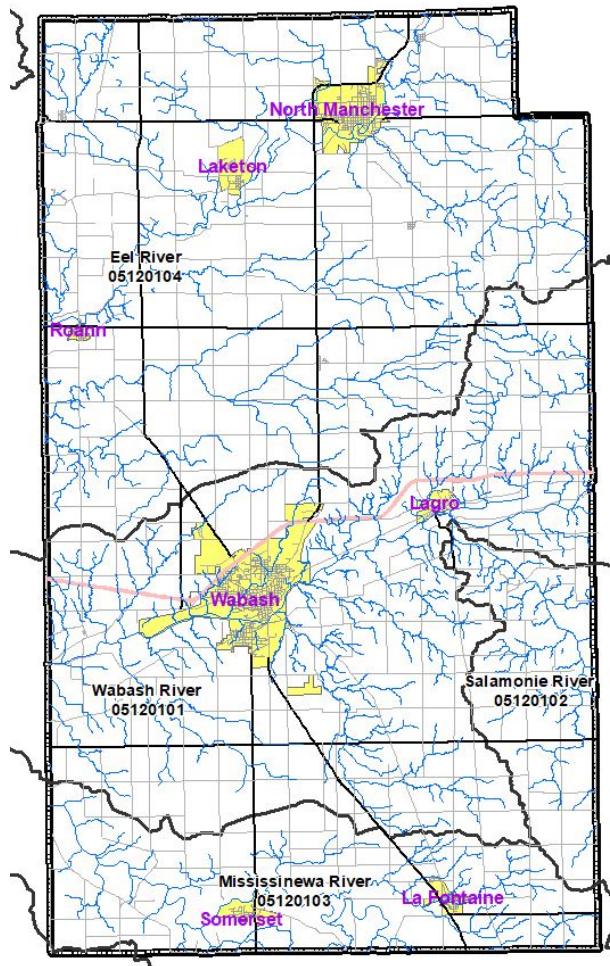 North Manchester
Laketon
Eel River
05120104
Roann
Lagro
Wabash
Wabash River
05120101
Salamonie River
05120102
Mississinewa River
05120103
La Fontaine
Somerset